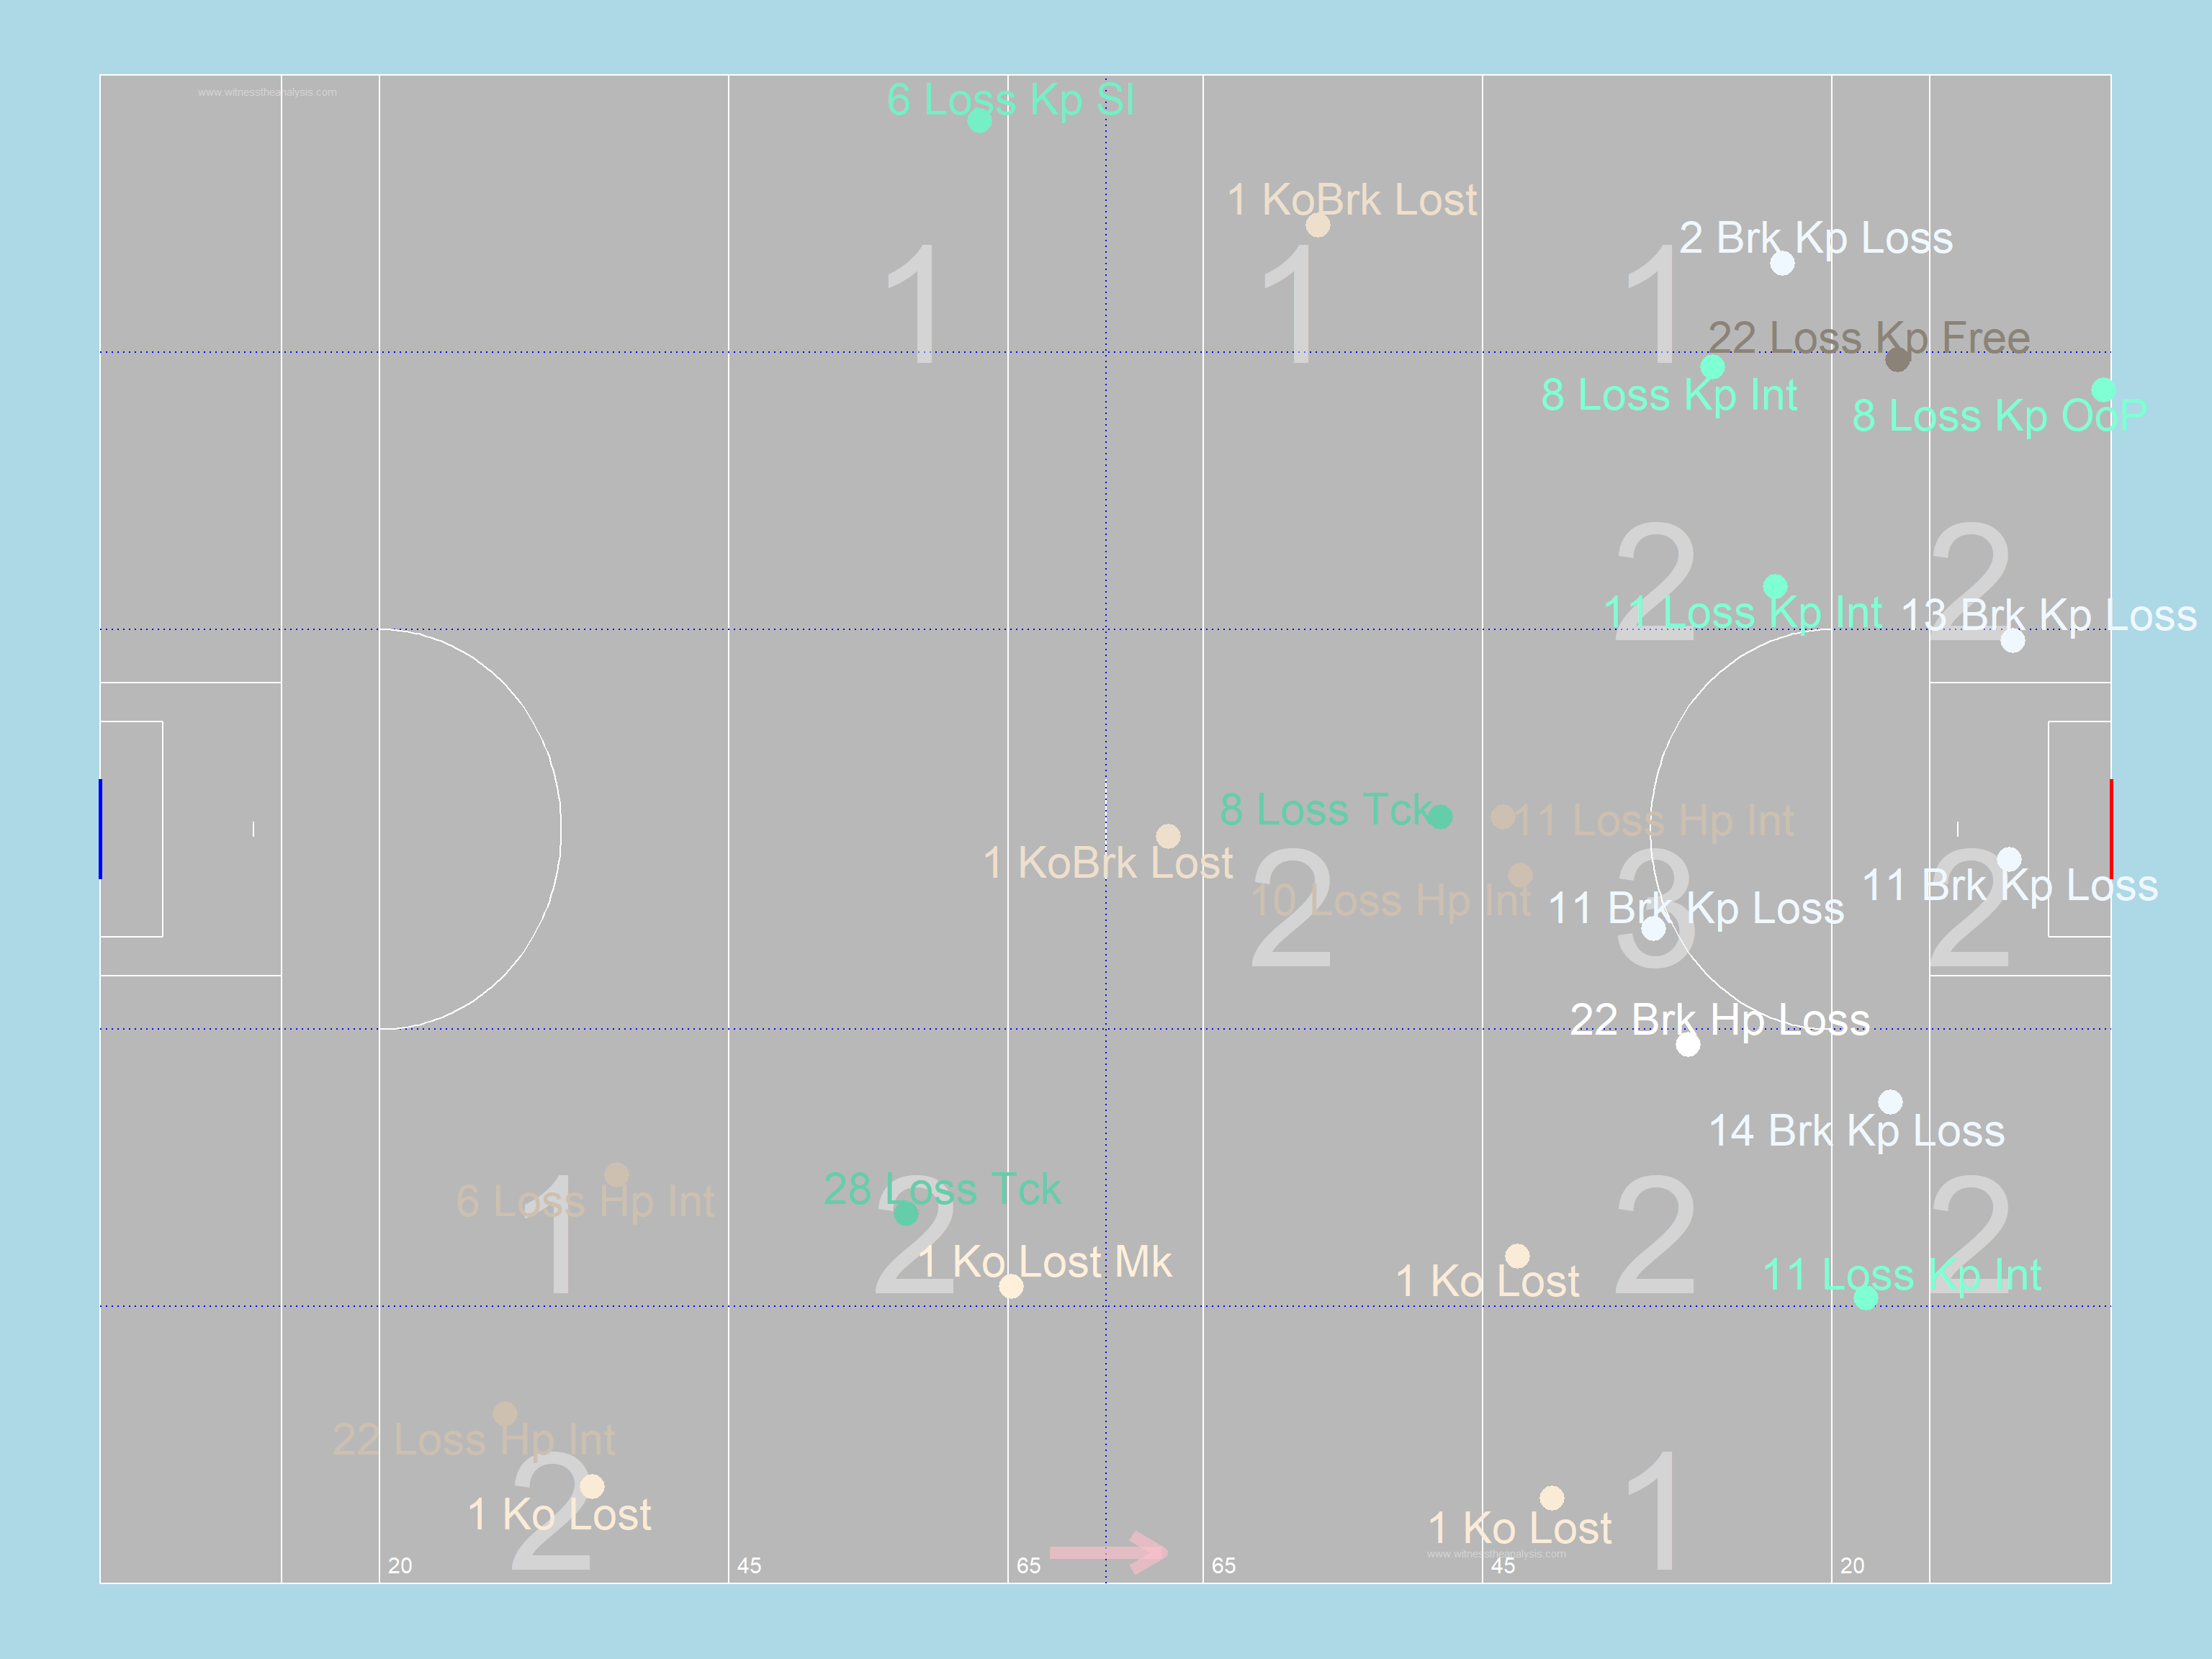 www.witnesstheanalysis.com
6 Loss Kp Sl
1 KoBrk Lost
2 Brk Kp Loss
1
1
1
22 Loss Kp Free
8 Loss Kp Int
8 Loss Kp OoP
2
2
11 Loss Kp Int
13 Brk Kp Loss
8 Loss Tck
11 Loss Hp Int
1 KoBrk Lost
10 Loss Hp Int
11 Brk Kp Loss
11 Brk Kp Loss
2
3
2
22 Brk Hp Loss
14 Brk Kp Loss
6 Loss Hp Int
28 Loss Tck
1
2
2
2
1 Ko Lost Mk
1 Ko Lost
11 Loss Kp Int
22 Loss Hp Int
2
1
1 Ko Lost
1 Ko Lost
www.witnesstheanalysis.com
20
45
65
65
45
20